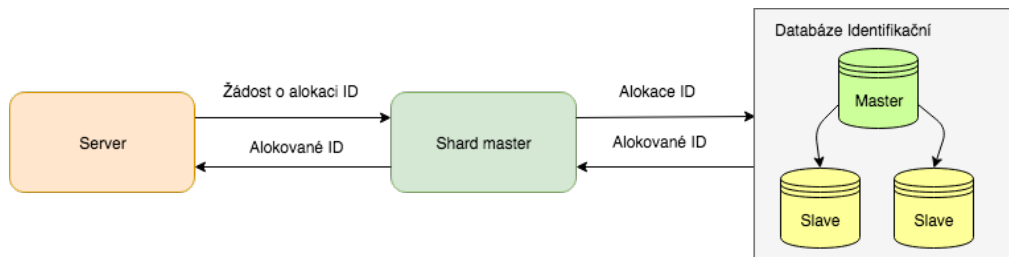 Databáze Identifikační
Žádost o alokaci ID
Alokace ID
Master
Server
Shard master
Alokované ID
Alokované ID
Slave
Slave